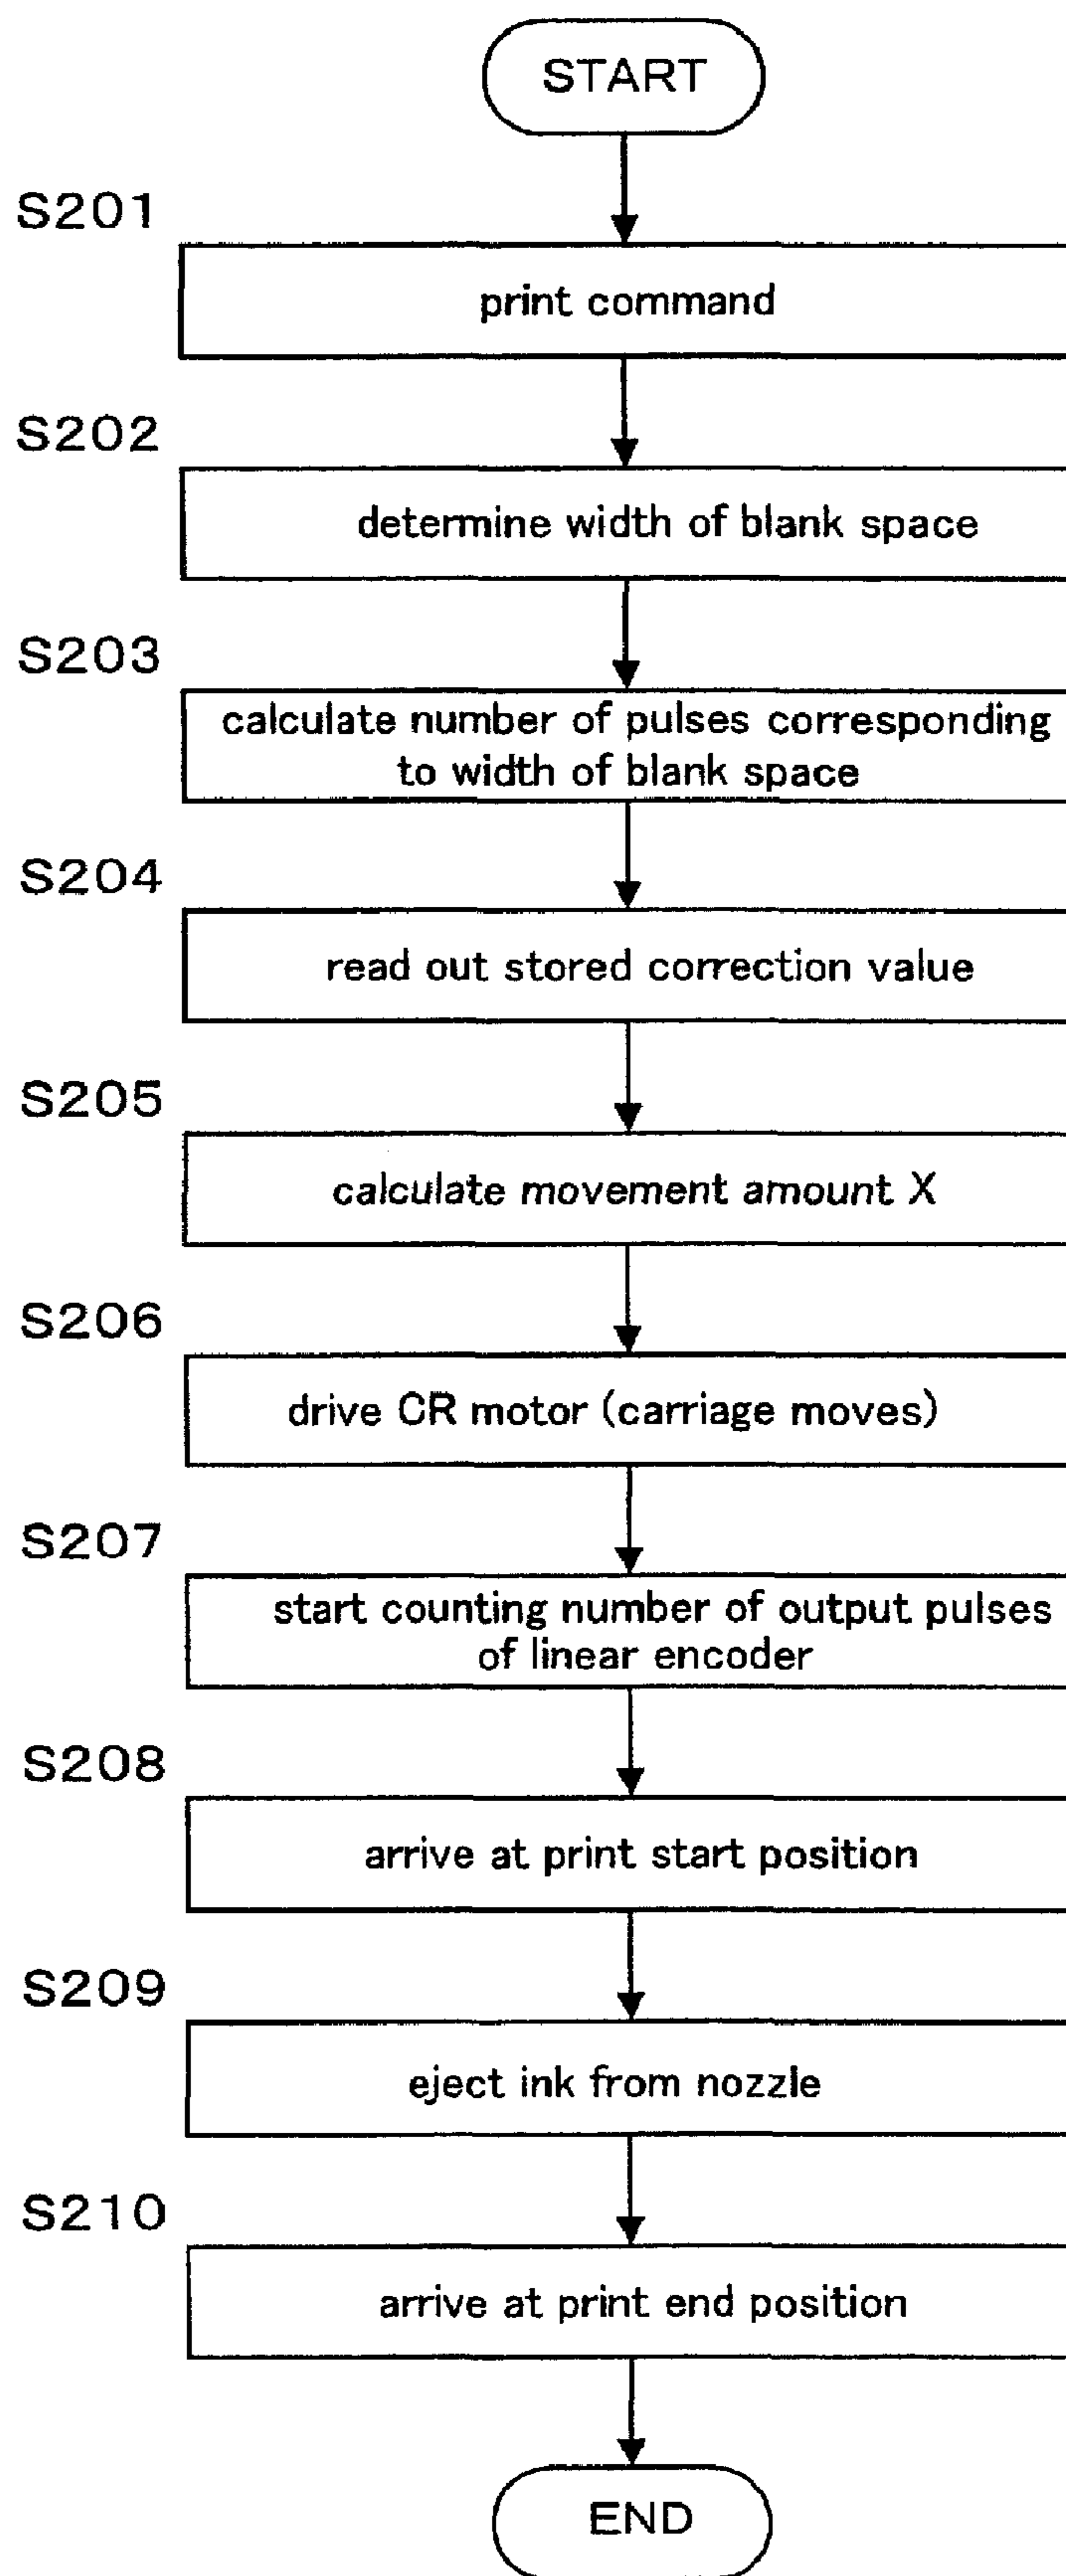 START
S201
print command
S202
determine width of blank space
S203
calculate number of pulses corresponding
to width of blank space
S204
read out stored correction value
S205
calculate movement amount X
S206
drive CR motor (carriage moves)
S207
start counting number of output pulses
of linear encoder
S208
arrive at print start position
S209
eject ink from nozzle
S210
arrive at print end position
END